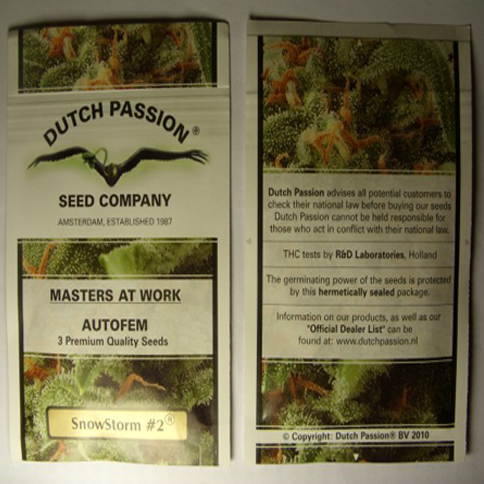 DUTCH PASSION®
SEED COMPANY
AMSTERDAM, ESTABLISHED 1987
MASTERS AT WORK
AUTOFEM
3 Premium Quality Seeds
SnowStorm #2®
Dutch Passion advises all potential customers to
check their national law before buying our seeds
Dutch Passion cannot be held responsible for
those who act in conflict with their national law.
THC tests by R&D Laboratories, Holland
The germinating power of the seeds is protected
by this hermetically sealed package.
Information on our products, as well as our
"Official Dealer List" can be
found at: www.dutchpassion.nl
© Copyright: Dutch Passion® BV 2010